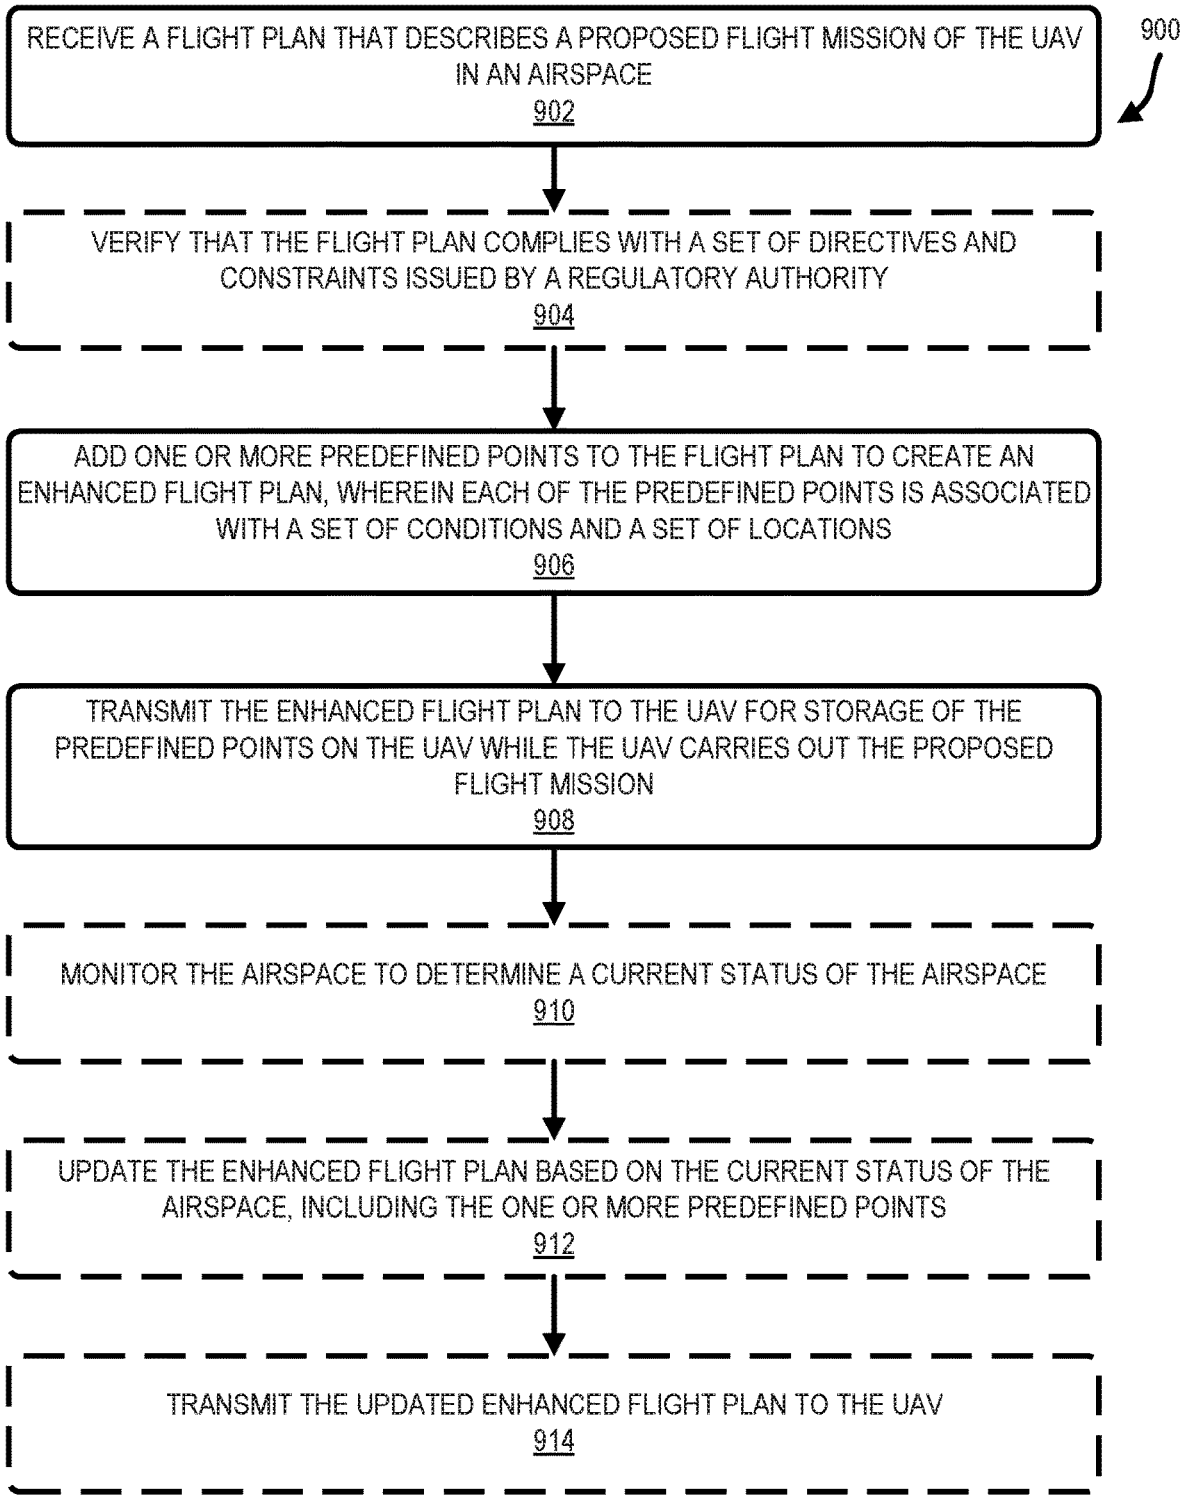 RECEIVE A FLIGHT PLAN THAT DESCRIBES A PROPOSED FLIGHT MISSION OF THE UAV
IN AN AIRSPACE
902
900
VERIFY THAT THE FLIGHT PLAN COMPLIES WITH A SET OF DIRECTIVES AND
CONSTRAINTS ISSUED BY A REGULATORY AUTHORITY
904
ADD ONE OR MORE PREDEFINED POINTS TO THE FLIGHT PLAN TO CREATE AN
ENHANCED FLIGHT PLAN, WHEREIN EACH OF THE PREDEFINED POINTS IS ASSOCIATED
WITH A SET OF CONDITIONS AND A SET OF LOCATIONS
906
TRANSMIT THE ENHANCED FLIGHT PLAN TO THE UAV FOR STORAGE OF THE
PREDEFINED POINTS ON THE UAV WHILE THE UAV CARRIES OUT THE PROPOSED
FLIGHT MISSION
908
MONITOR THE AIRSPACE TO DETERMINE A CURRENT STATUS OF THE AIRSPACE
910
UPDATE THE ENHANCED FLIGHT PLAN BASED ON THE CURRENT STATUS OF THE
AIRSPACE, INCLUDING THE ONE OR MORE PREDEFINED POINTS
912
TRANSMIT THE UPDATED ENHANCED FLIGHT PLAN TO THE UAV
914